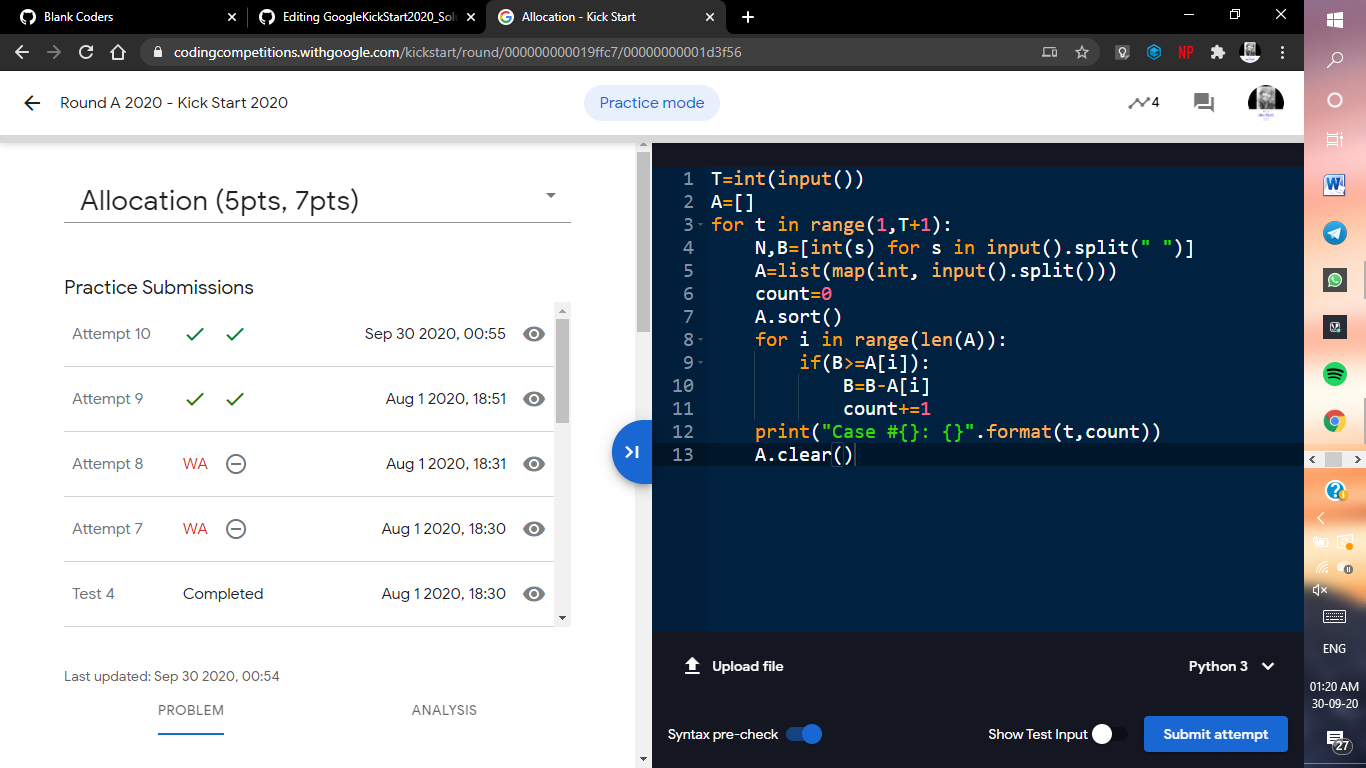 Blank Coders
Editing GoogleKickStart2020_Sol
Allocation - Kick Start
codingcompetitions.withgoogle.com/kickstart/round/000000000019ffc7/00000000001d3f56
NP
Round A 2020 - Kick Start 2020
Practice mode
4
Allocation (5pts, 7pts)
Practice Submissions
Attempt 10 Sep 30 2020, 00:55
Attempt 9 Aug 1 2020, 18:51
Attempt 8 WA Aug 1 2020, 18:31
Attempt 7 WA Aug 1 2020, 18:30
Test 4 Completed Aug 1 2020, 18:30
Last updated: Sep 30 2020, 00:54
PROBLEM ANALYSIS
1 T=int(input())
2 A=[]
3 for t in range(1,T+1):
4 N,B=[int(s) for s in input().split(" ")]
5 A=list(map(int, input().split()))
6 count=0
7 A.sort()
8 for i in range(len(A)):
9 if(B>=A[i]):
10 B=B-A[i]
11 count+=1
12 print("Case #{}: {}".format(t,count))
13 A.clear()
Upload file
Python 3
Syntax pre-check
Show Test Input
Submit attempt
ENG
01:20 AM
30-09-20
27